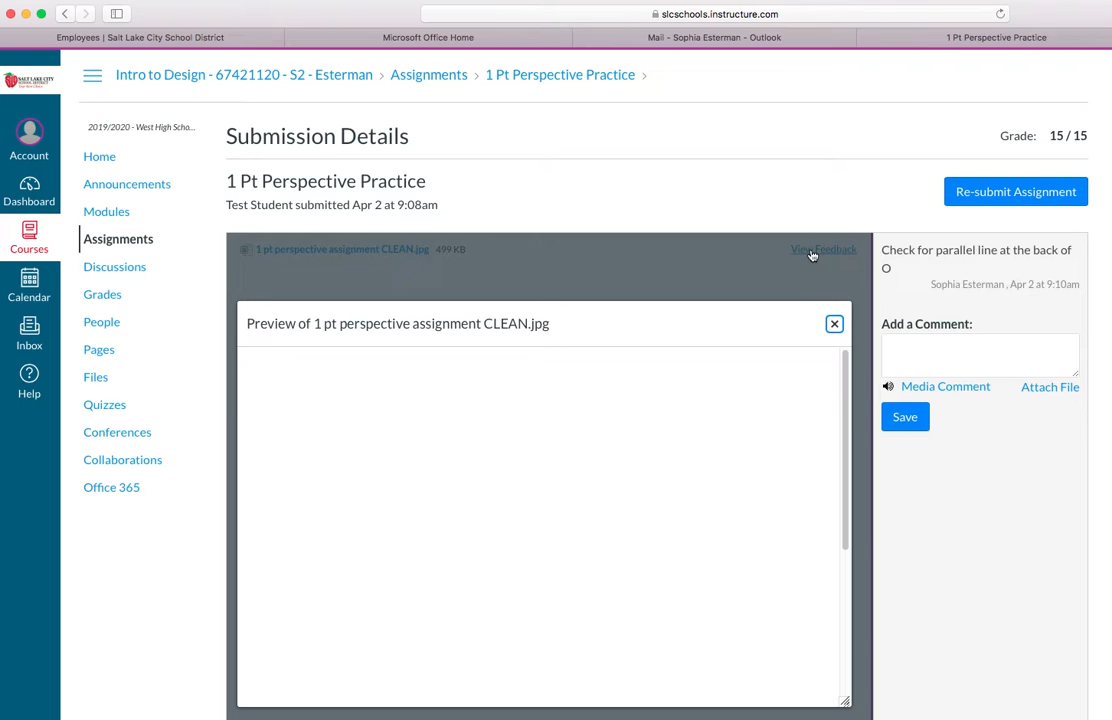 slcschools.instructure.com
Employees | Salt Lake City School District
Microsoft Office Home
Mail - Sophia Esterman - Outlook
1 Pt Perspective Practice
Intro to Design - 67421120 - S2 - Esterman › Assignments › 1 Pt Perspective Practice ›
SALT LAKE CITY
Account
Dashboard
Courses
Calendar
Inbox
Help
2019/2020 - West High Scho...
Home
Announcements
Modules
Assignments
Discussions
Grades
People
Pages
Files
Quizzes
Conferences
Collaborations
Office 365
Submission Details
Grade: 15 / 15
1 Pt Perspective Practice
Test Student submitted Apr 2 at 9:08am
Re-submit Assignment
1 pt perspective assignment CLEAN.jpg 499 KB
View Feedback
Preview of 1 pt perspective assignment CLEAN.jpg
Check for parallel line at the back of
O
Sophia Esterman , Apr 2 at 9:10am
Add a Comment:
Media Comment
Attach File
Save